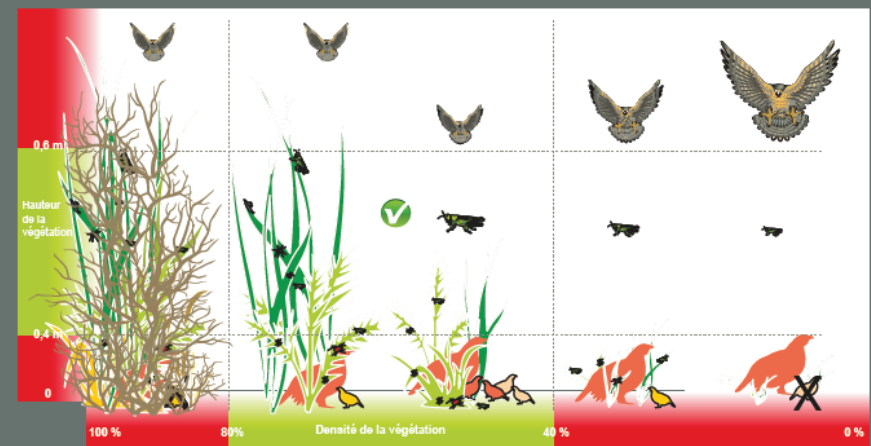 0,6 m
Hauteur
de la
végétation
0,4 m
0
100 %
80%
Densité de la végétation
40 %
0 %